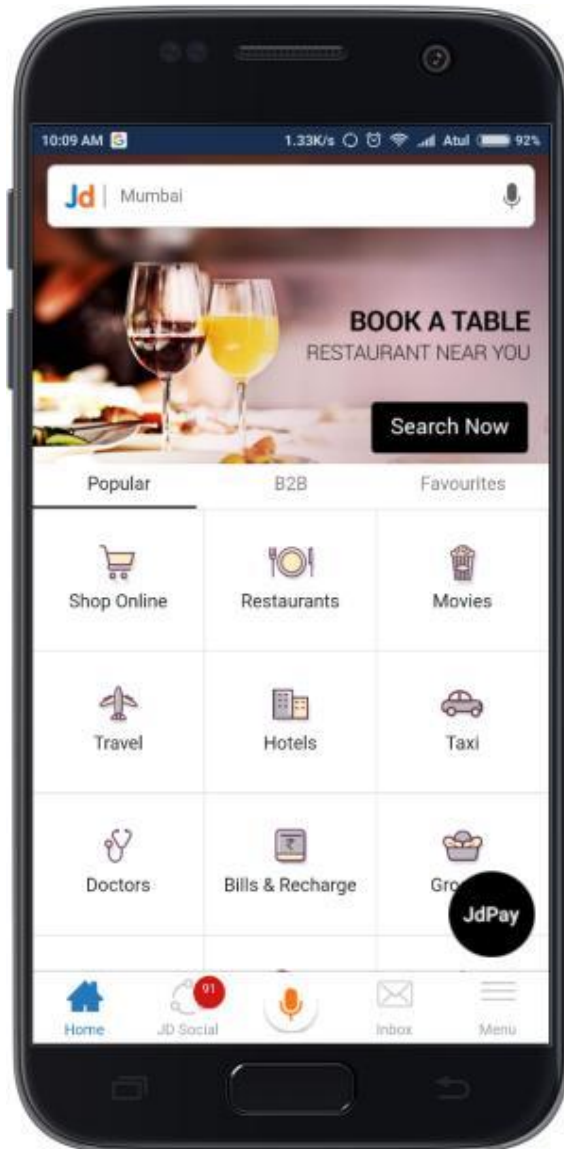 10:09 AM G 1.33K/s Atul 92%
Jd | Mumbai
BOOK A TABLE
RESTAURANT NEAR YOU
Search Now
Popular B2B Favourites
Shop Online Restaurants Movies
Travel Hotels Taxi
Doctors Bills & Recharge
₹
JdPay
91
Home JD Social Inbox Menu